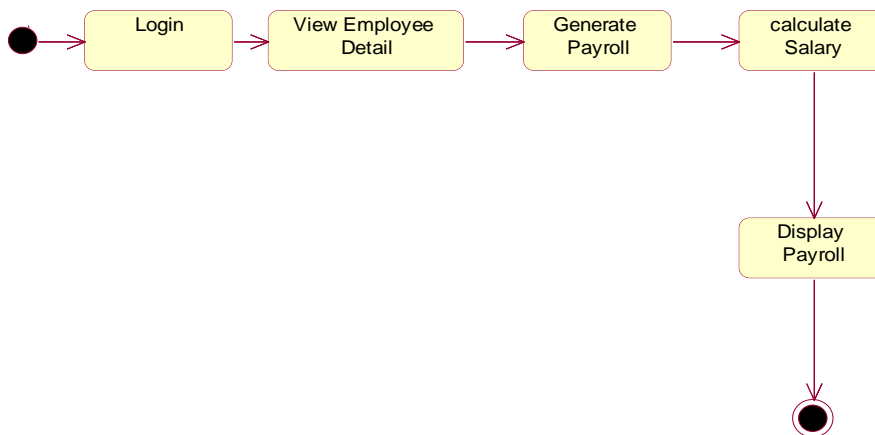 Login
View Employee
Detail
Generate
Payroll
calculate
Salary
Display
Payroll